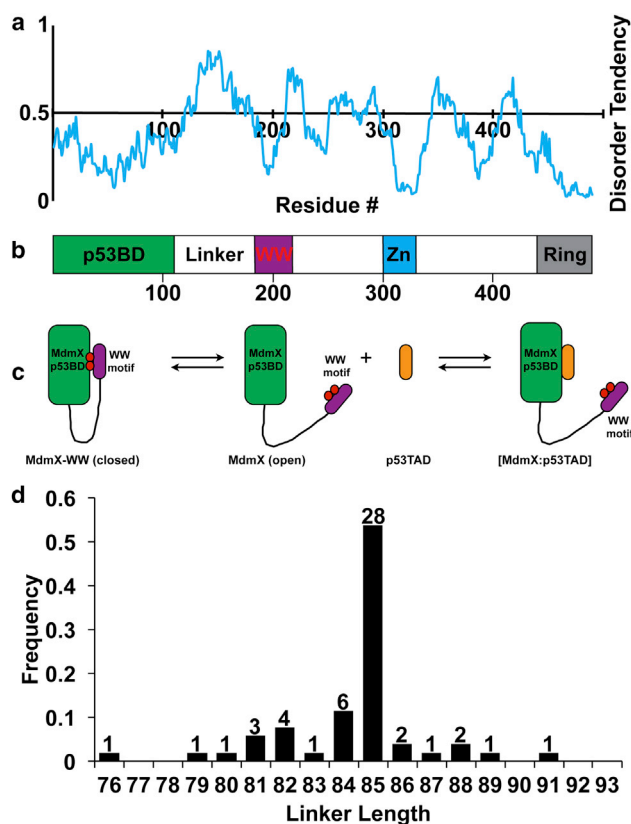 a
1
0.5
0
100
200
300
400
Residue #
Disorder Tendency
b
p53BD
Linker
WW
Zn
Ring
100
200
300
400
c
MdmX
p53BD
WW
motif
MdmX
p53BD
WW
motif
+
MdmX
p53BD
WW
motif
MdmX-WW (closed)
MdmX (open)
p53TAD
[MdmX:p53TAD]
d
0.6
0.5
0.4
0.3
0.2
0.1
0
Frequency
1 1 1 3 4 1 6 28 2 1 2 1 1
76 77 78 79 80 81 82 83 84 85 86 87 88 89 90 91 92 93
Linker Length